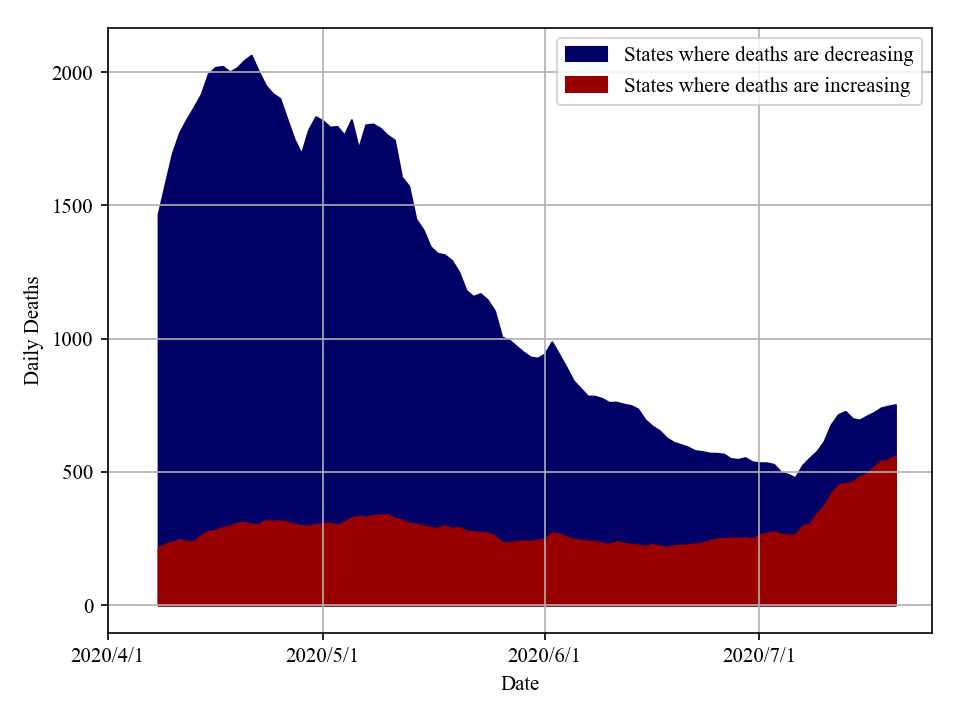 States where deaths are decreasing
States where deaths are increasing
2000
1500
1000
500
0
Daily Deaths
2020/4/1 2020/5/1 2020/6/1 2020/7/1
Date